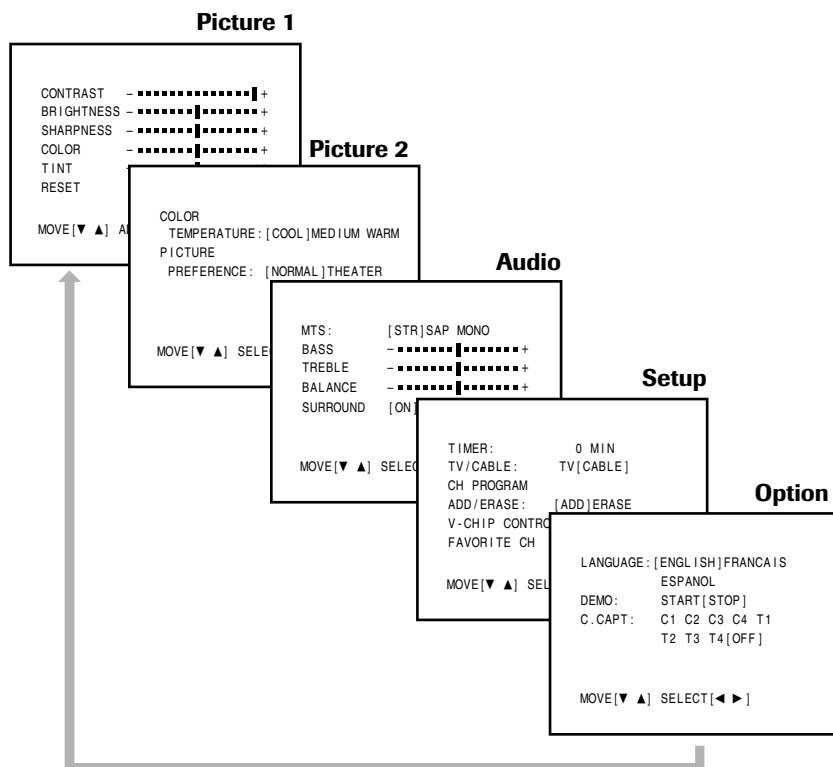 Picture 1
CONTRAST - +
BRIGHTNESS - +
SHARPNESS - +
COLOR - +
TINT
RESET
MOVE[▼ ▲]
Picture 2
COLOR
TEMPERATURE:[COOL]MEDIUM WARM
PICTURE
PREFERENCE: [NORMAL]THEATER
MOVE[▼ ▲] SELE
Audio
MTS: [STR]SAP MONO
BASS - +
TREBLE - +
BALANCE - +
SURROUND [ON]
MOVE[▼ ▲] SELEC
Setup
TIMER: 0 MIN
TV/CABLE: TV[CABLE]
CH PROGRAM
ADD/ERASE: [ADD]ERASE
V-CHIP CONTRO
FAVORITE CH
MOVE[▼ ▲] SEL
Option
LANGUAGE:[ENGLISH]FRANCAIS
ESPANOL
DEMO: START[STOP]
C.CAPT: C1 C2 C3 C4 T1
T2 T3 T4[OFF]
MOVE[▼ ▲] SELECT[◄ ►]